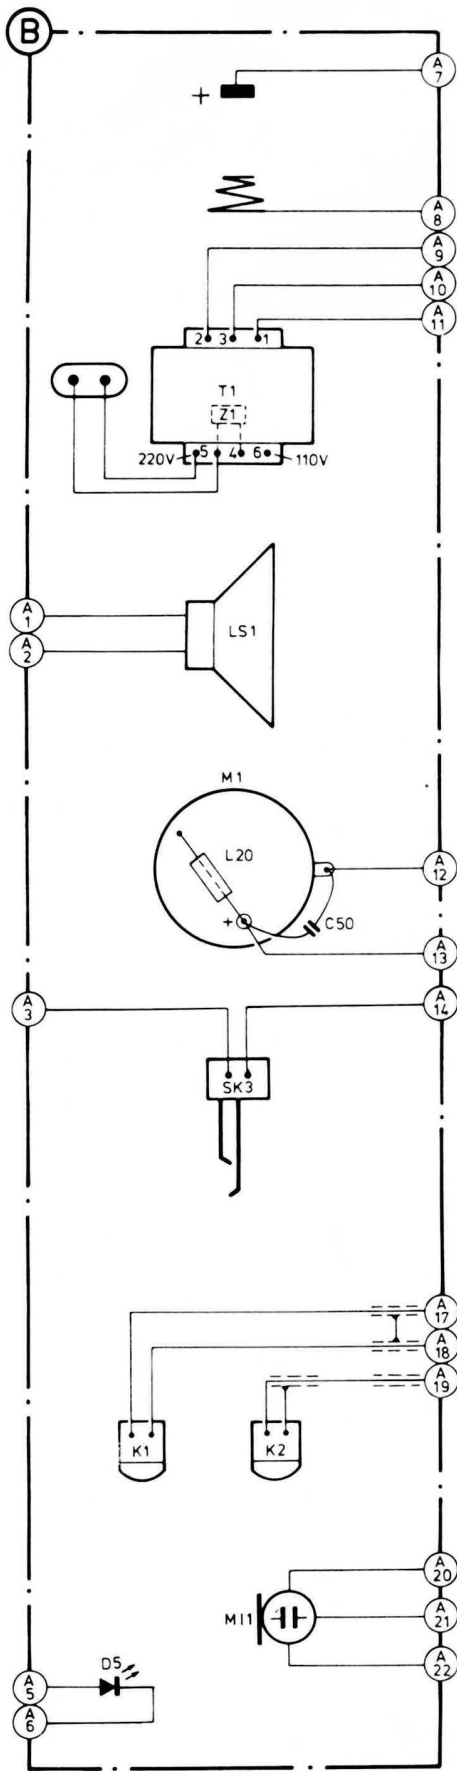 B
A 7
+
A 8
A 9
A 10
A 11
2 3 1
T1
Z1
220V 5 4 6 110V
A 1
LS1
A 2
M1
L20
A 12
+ C50
A 13
A 3
A 14
SK3
A 17
A 18
A 19
K1 K2
A 20
MI1
A 21
A 22
D5
A 5
A 6